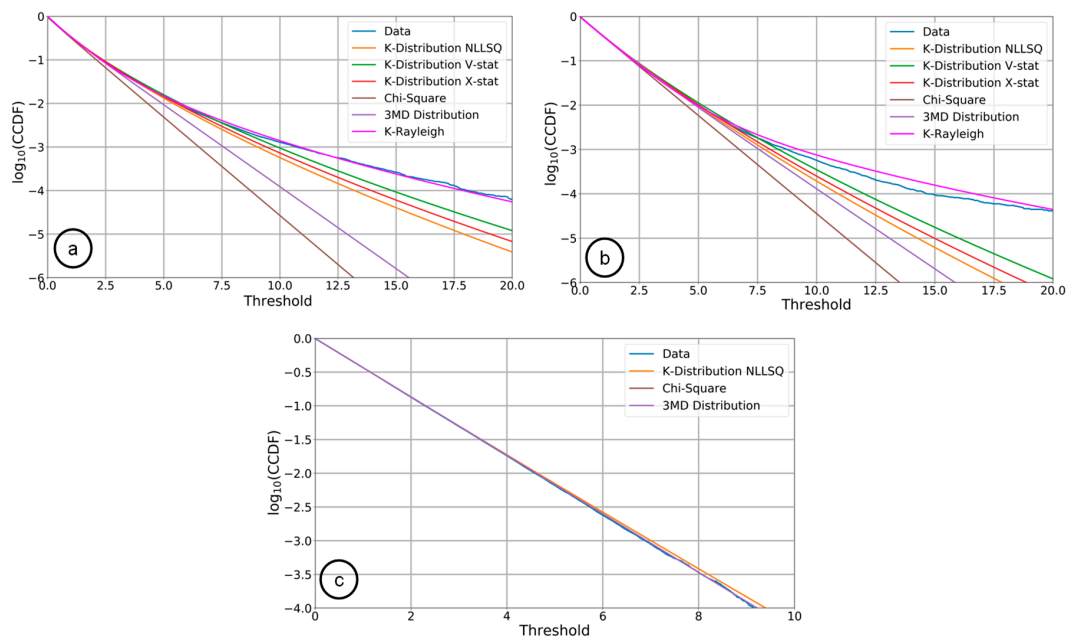 0
−1
−2
−3
−4
−5
−6
log10(CCDF)
0.0 2.5 5.0 7.5 10.0 12.5 15.0 17.5 20.0
Threshold
Data
K-Distribution NLLSQ
K-Distribution V-stat
K-Distribution X-stat
Chi-Square
3MD Distribution
K-Rayleigh
a
0
−1
−2
−3
−4
−5
−6
log10(CCDF)
0.0 2.5 5.0 7.5 10.0 12.5 15.0 17.5 20.0
Threshold
Data
K-Distribution NLLSQ
K-Distribution V-stat
K-Distribution X-stat
Chi-Square
3MD Distribution
K-Rayleigh
b
0.0
−0.5
−1.0
−1.5
−2.0
−2.5
−3.0
−3.5
−4.0
log10(CCDF)
0 2 4 6 8 10
Threshold
Data
K-Distribution NLLSQ
Chi-Square
3MD Distribution
c